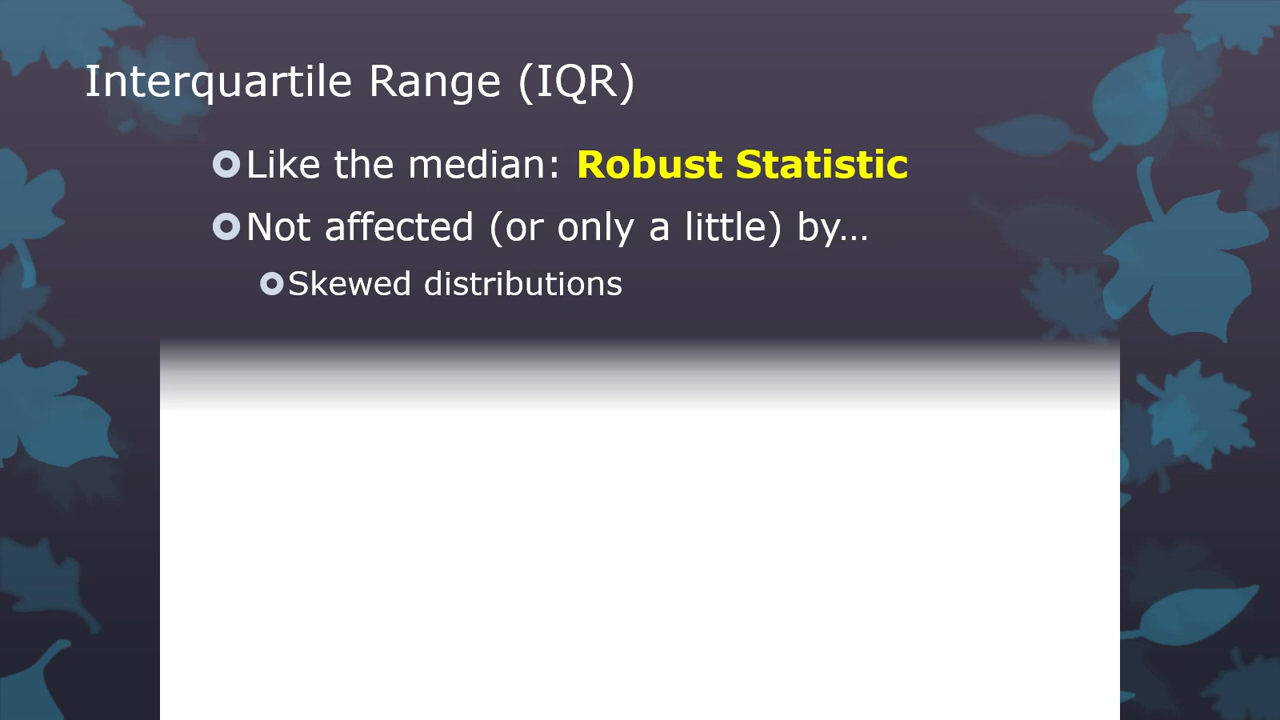 Interquartile Range (IQR)
Like the median: Robust Statistic
Not affected (or only a little) by…
Skewed distributions